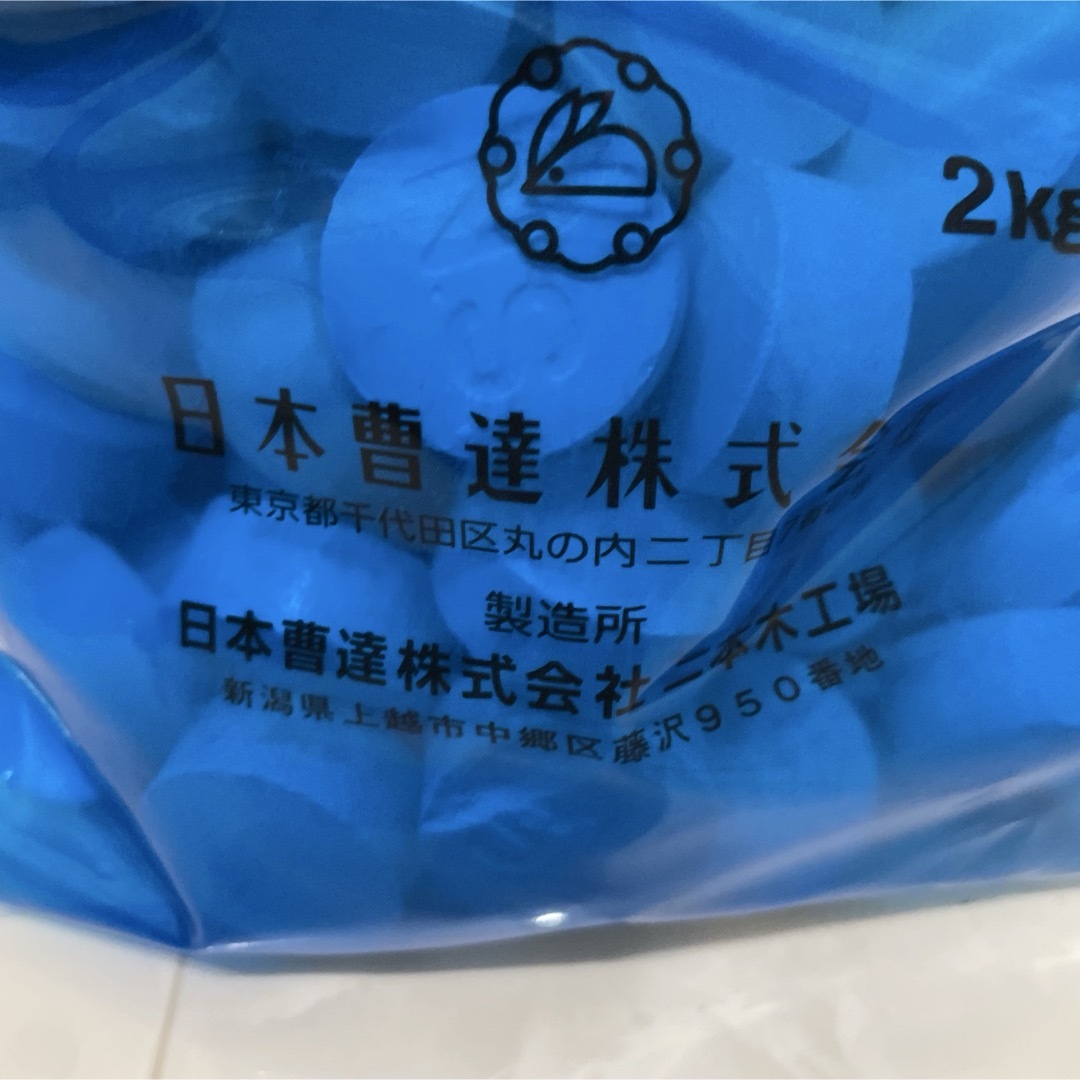 2kg
日本曹達株式会
東京都千代田区丸の内二丁目
製造所
日本曹達株式会社二本木工場
新潟県上越市中郷区藤沢950番地